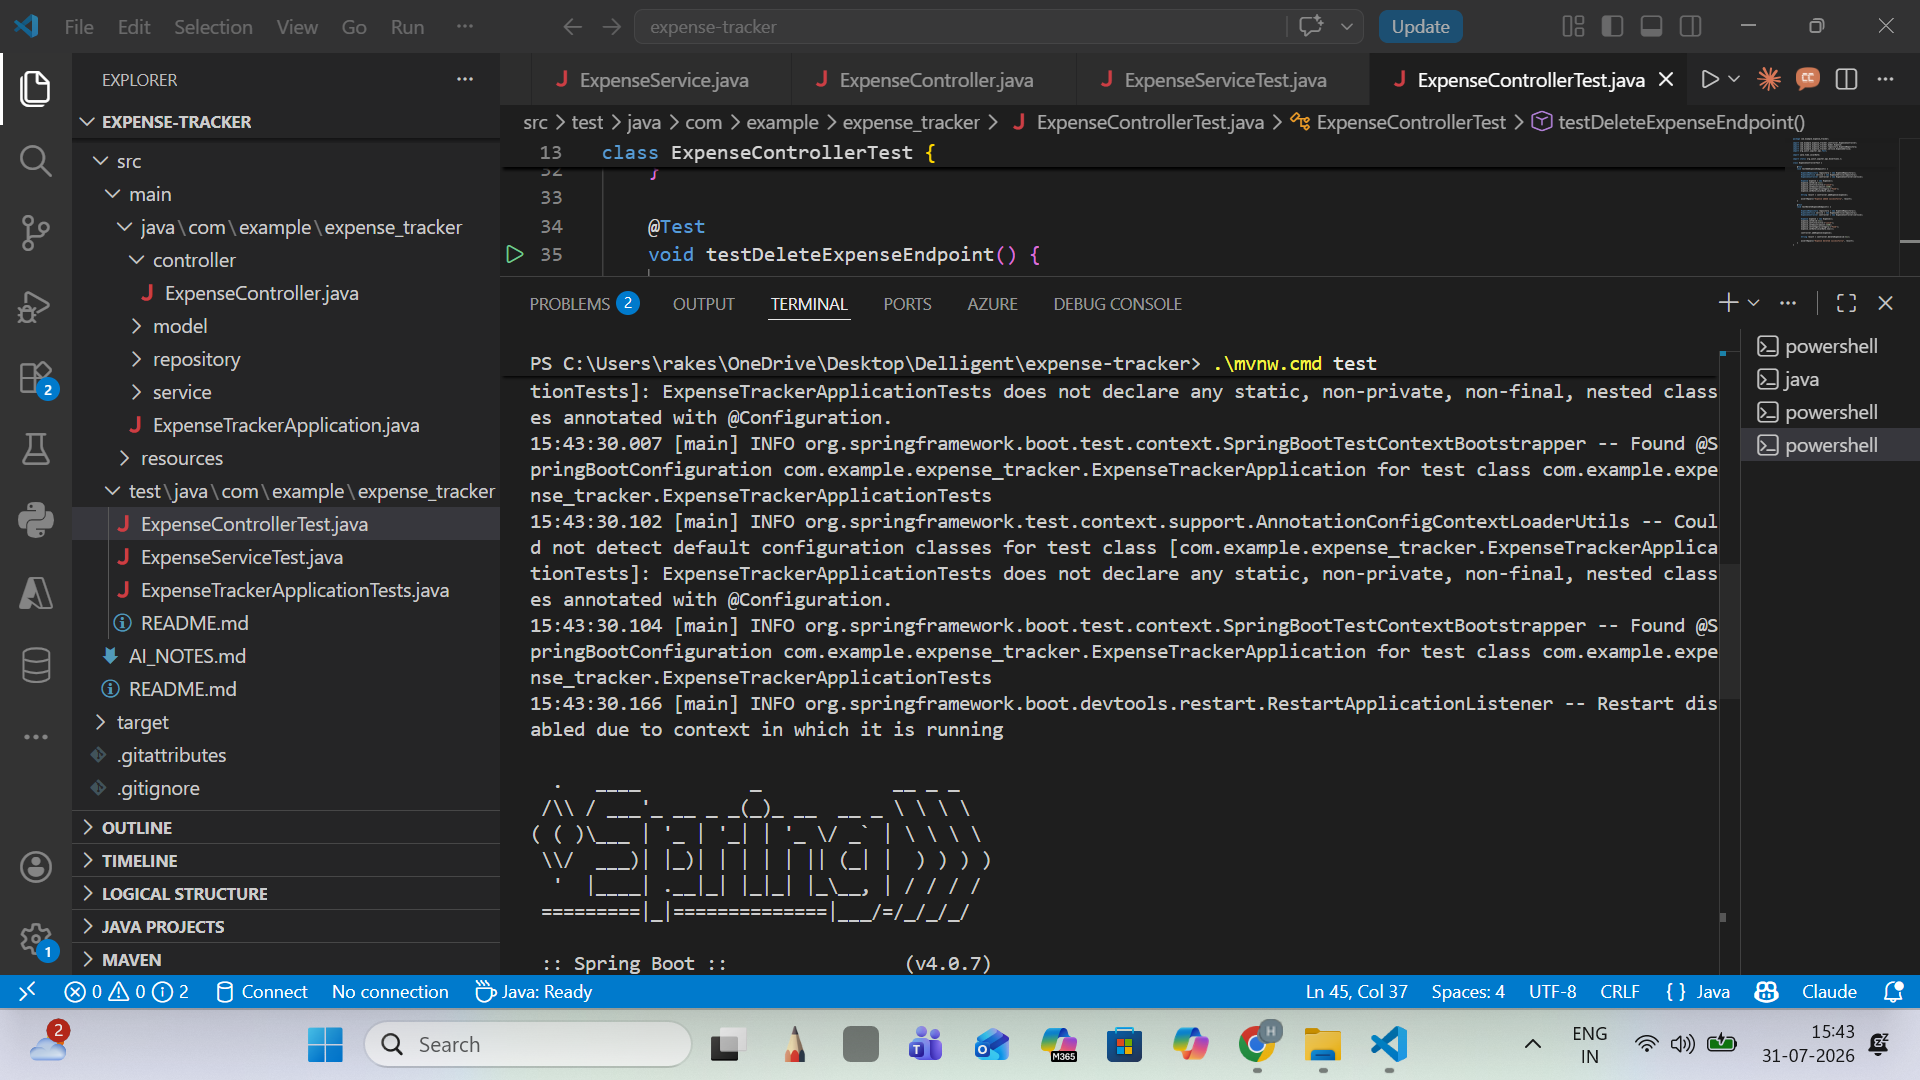 File Edit Selection View Go Run ···
expense-tracker
Update
EXPLORER
EXPENSE-TRACKER
src
main
java\com\example\expense_tracker
controller
ExpenseController.java
model
repository
service
ExpenseTrackerApplication.java
resources
test\java\com\example\expense_tracker
ExpenseControllerTest.java
ExpenseServiceTest.java
ExpenseTrackerApplicationTests.java
README.md
AI_NOTES.md
README.md
target
.gitattributes
.gitignore
OUTLINE
TIMELINE
LOGICAL STRUCTURE
JAVA PROJECTS
MAVEN
2
1
ExpenseService.java ExpenseController.java ExpenseServiceTest.java ExpenseControllerTest.java
src > test > java > com > example > expense_tracker > ExpenseControllerTest.java > ExpenseControllerTest > testDeleteExpenseEndpoint()
13 class ExpenseControllerTest {
32 }
33
34 @Test
35 void testDeleteExpenseEndpoint() {
PROBLEMS 2 OUTPUT TERMINAL PORTS AZURE DEBUG CONSOLE
PS C:\Users\rakes\OneDrive\Desktop\Delligent\expense-tracker> .\mvnw.cmd test
tionTests]: ExpenseTrackerApplicationTests does not declare any static, non-private, non-final, nested class
es annotated with @Configuration.
15:43:30.007 [main] INFO org.springframework.boot.test.context.SpringBootTestContextBootstrapper -- Found @S
pringBootConfiguration com.example.expense_tracker.ExpenseTrackerApplication for test class com.example.expe
nse_tracker.ExpenseTrackerApplicationTests
15:43:30.102 [main] INFO org.springframework.test.context.support.AnnotationConfigContextLoaderUtils -- Coul
d not detect default configuration classes for test class [com.example.expense_tracker.ExpenseTrackerApplica
tionTests]: ExpenseTrackerApplicationTests does not declare any static, non-private, non-final, nested class
es annotated with @Configuration.
15:43:30.104 [main] INFO org.springframework.boot.test.context.SpringBootTestContextBootstrapper -- Found @S
pringBootConfiguration com.example.expense_tracker.ExpenseTrackerApplication for test class com.example.expe
nse_tracker.ExpenseTrackerApplicationTests
15:43:30.166 [main] INFO org.springframework.boot.devtools.restart.RestartApplicationListener -- Restart dis
abled due to context in which it is running
Spring
:: Spring Boot :: (v4.0.7)
powershell
java
powershell
powershell
0 0 2 Connect No connection Java: Ready
Ln 45, Col 37 Spaces: 4 UTF-8 CRLF { } Java Claude
2
Search
M365
H
ENG
IN
15:43
31-07-2026